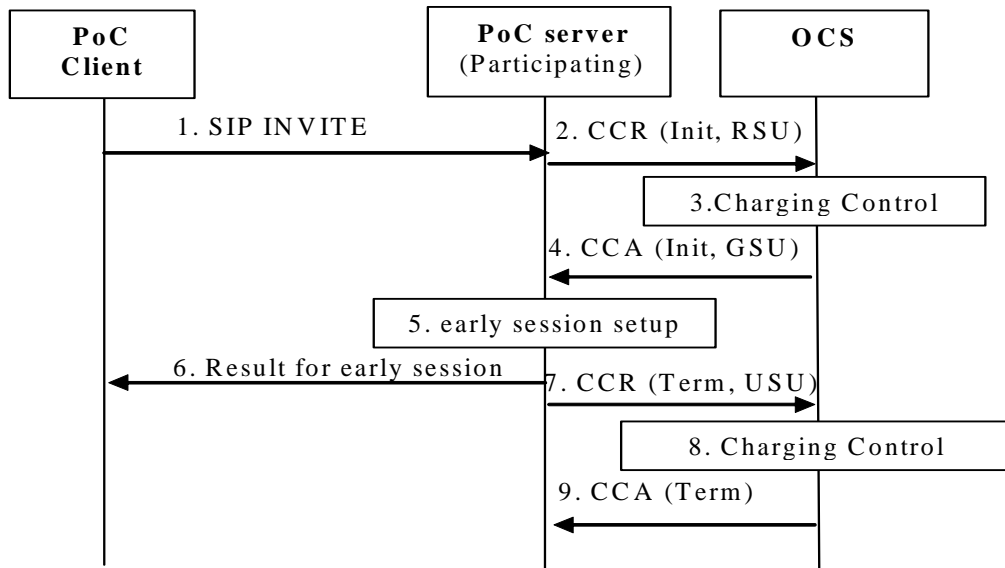 PoC
Client
PoC server
(Participating)
OCS
1. SIP INVITE
2. CCR (Init, RSU)
3.Charging Control
4. CCA (Init, GSU)
5. early session setup
6. Result for early session
7. CCR (Term, USU)
8. Charging Control
9. CCA (Term)